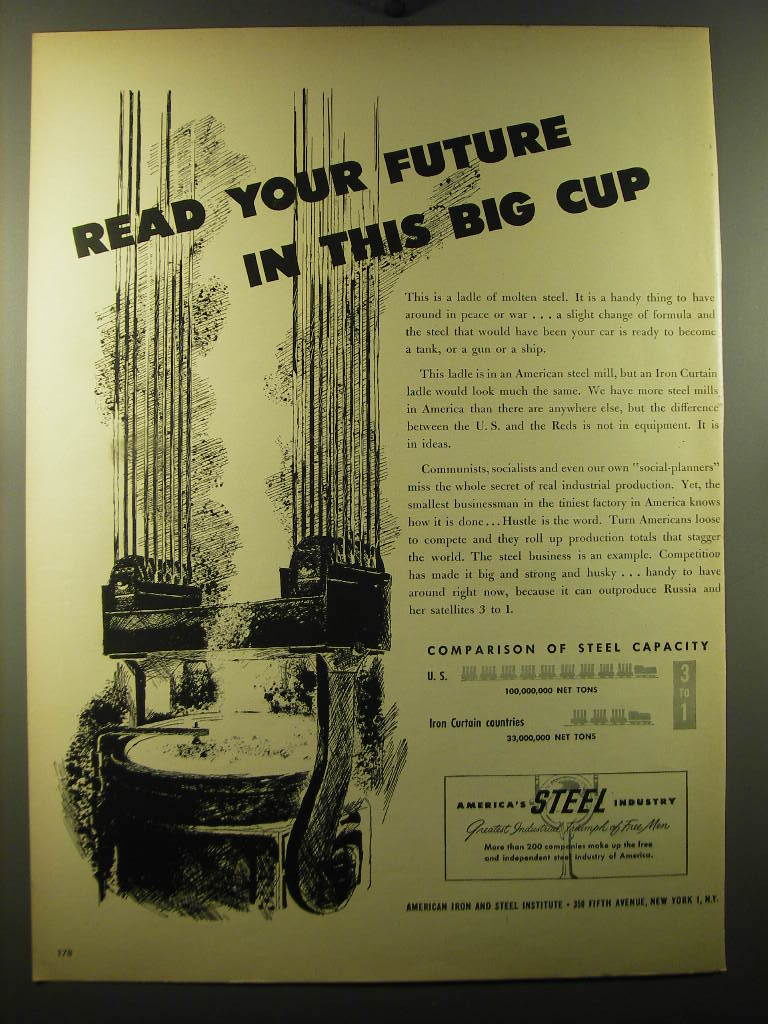 READ YOUR FUTURE
IN THIS BIG CUP
This is a ladle of molten steel. It is a handy thing to have
around in peace or war . . . a slight change of formula and
the steel that would have been your car is ready to become
a tank, or a gun or a ship.
This ladle is in an American steel mill, but an Iron Curtain
ladle would look much the same. We have more steel mills
in America than there are anywhere else, but the difference
between the U. S. and the Reds is not in equipment. It is
in ideas.
Communists, socialists and even our own "social-planners"
miss the whole secret of real industrial production. Yet, the
smallest businessman in the tiniest factory in America knows
how it is done . . . Hustle is the word. Turn Americans loose
to compete and they roll up production totals that stagger
the world. The steel business is an example. Competition
has made it big and strong and husky . . . handy to have
around right now, because it can outproduce Russia and
her satellites 3 to 1.
COMPARISON OF STEEL CAPACITY
U. S.
100,000,000 NET TONS
Iron Curtain countries
33,000,000 NET TONS
3
TO
1
AMERICA'S STEEL INDUSTRY
Greatest Industrial Triumph of Free Men
More than 200 companies make up the free
and independent steel industry of America.
AMERICAN IRON AND STEEL INSTITUTE • 350 FIFTH AVENUE, NEW YORK 1, N.Y.
178